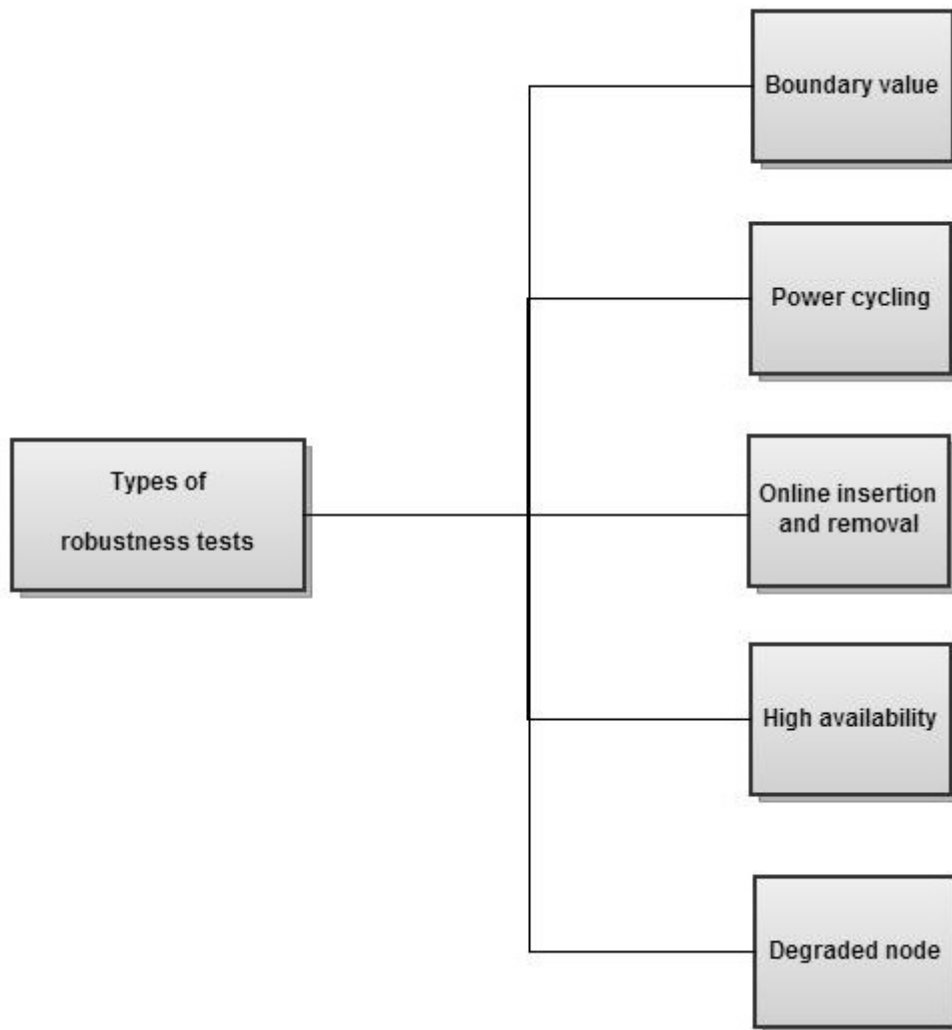 Boundary value
Power cycling
Types of
robustness tests
Online insertion
and removal
High availability
Degraded node